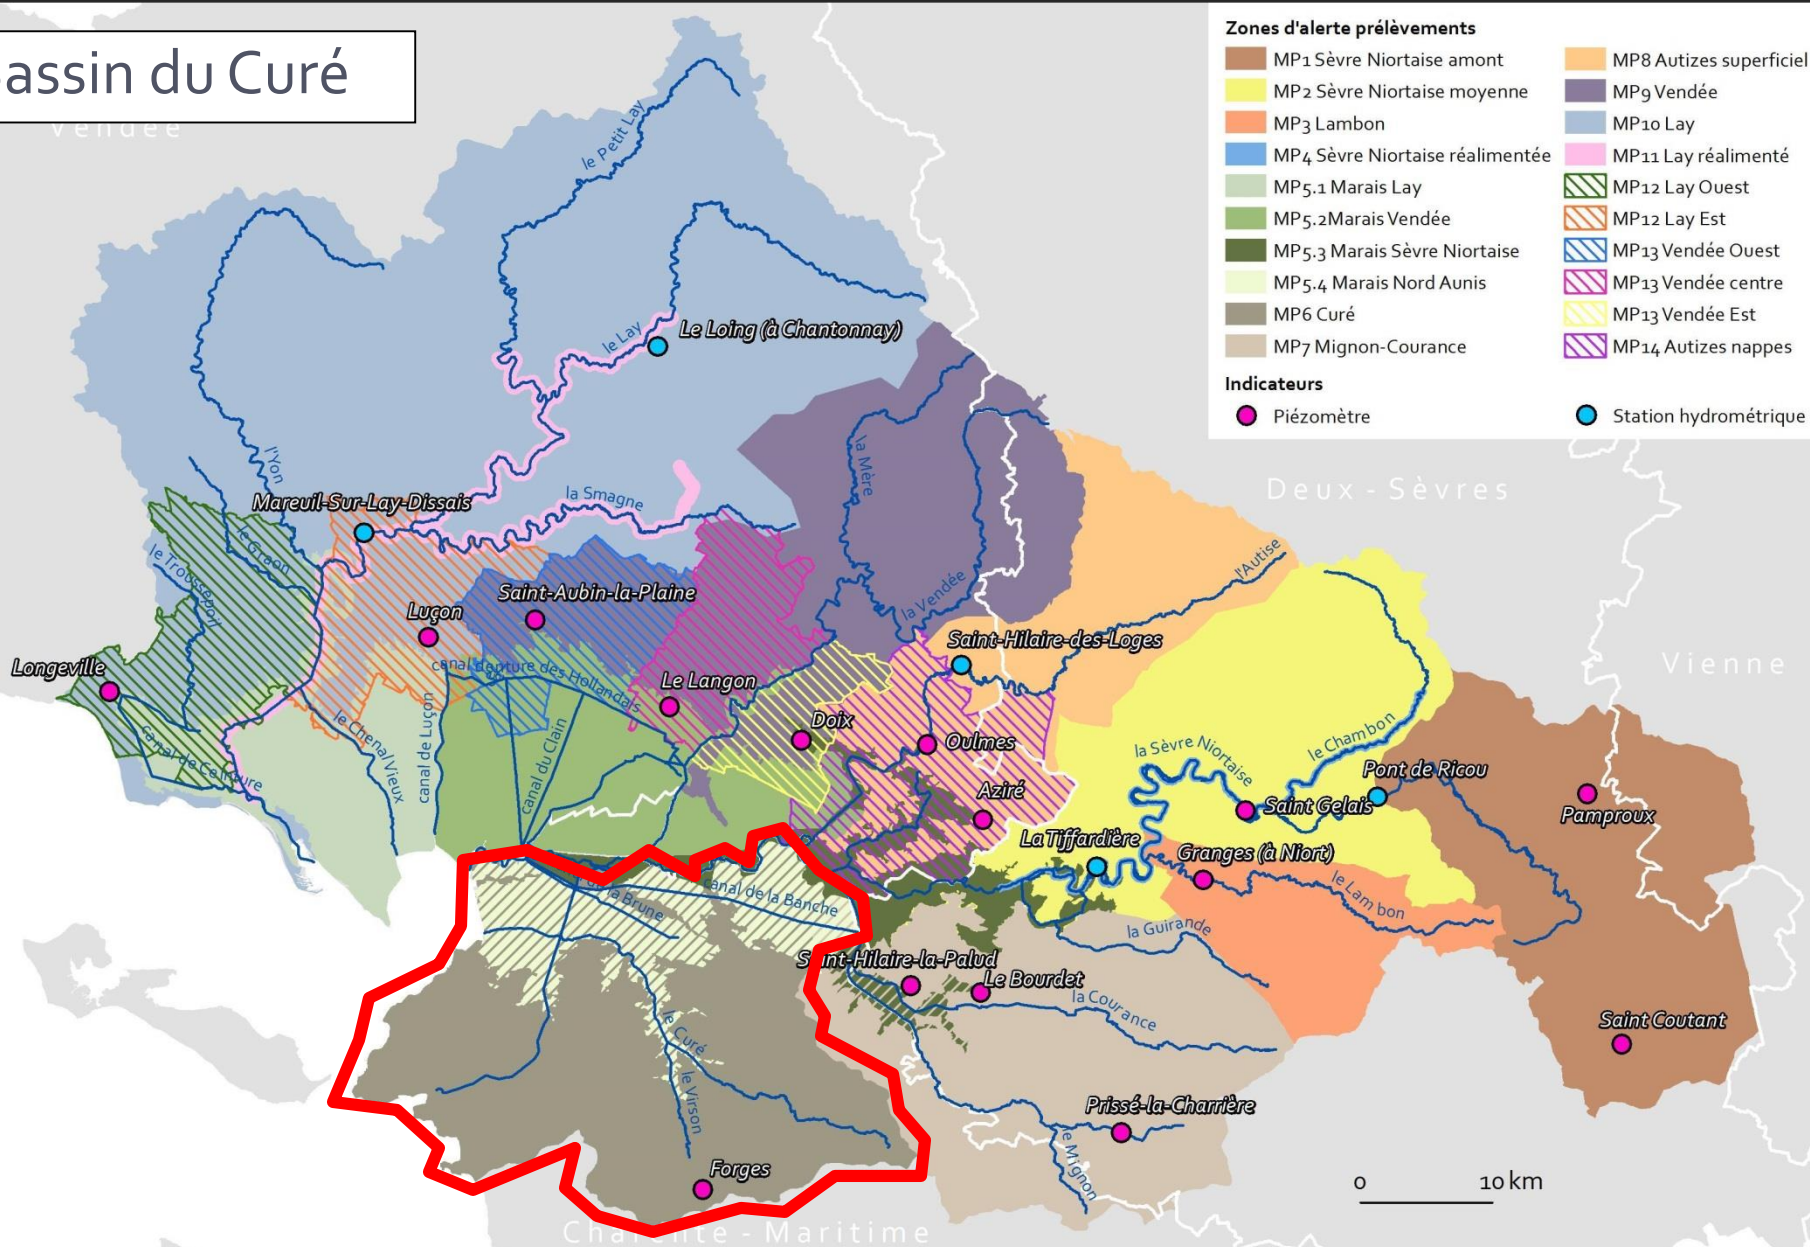 assin du Curé
Vendée
Zones d'alerte prélèvements
MP1 Sèvre Niortaise amont
MP2 Sèvre Niortaise moyenne
MP3 Lambon
MP4 Sèvre Niortaise réalimentée
MP5.1 Marais Lay
MP5.2Marais Vendée
MP5.3 Marais Sèvre Niortaise
MP5.4 Marais Nord Aunis
MP6 Curé
MP7 Mignon-Courance
MP8 Autizes superficiel
MP9 Vendée
MP10 Lay
MP11 Lay réalimenté
MP12 Lay Ouest
MP12 Lay Est
MP13 Vendée Ouest
MP13 Vendée centre
MP13 Vendée Est
MP14 Autizes nappes
Indicateurs
Piézomètre
Station hydrométrique
le Petit Lay
le Lay
Le Loing (à Chantonnay)
l'Yon
la Mère
Deux - Sèvres
Mareuil-Sur-Lay-Dissais
la Smagne
le Graon
le Troussepoil
l'Autise
la Vendée
Saint-Aubin-la-Plaine
Luçon
Saint-Hilaire-des-Loges
Vienne
Longeville
canal de
ture des Hollandais
Le Langon
le Chenal Vieux
canal de Luçon
canal du Clain
Doix
Oulmes
canal de Ceinture
la Sèvre Niortaise
le Chambon
Pont de Ricou
Aziré
Saint Gelais
Pamproux
La Tiffardière
Granges (à Niort)
le Lambon
canal de la Banche
la Brune
la Guirande
Saint-Hilaire-la-Palud
Le Bourdet
la Courance
le Curé
Saint Coutant
le Virson
Prissé-la-Charrière
le Mignon
Forges
0 10 km
Charente - Maritime